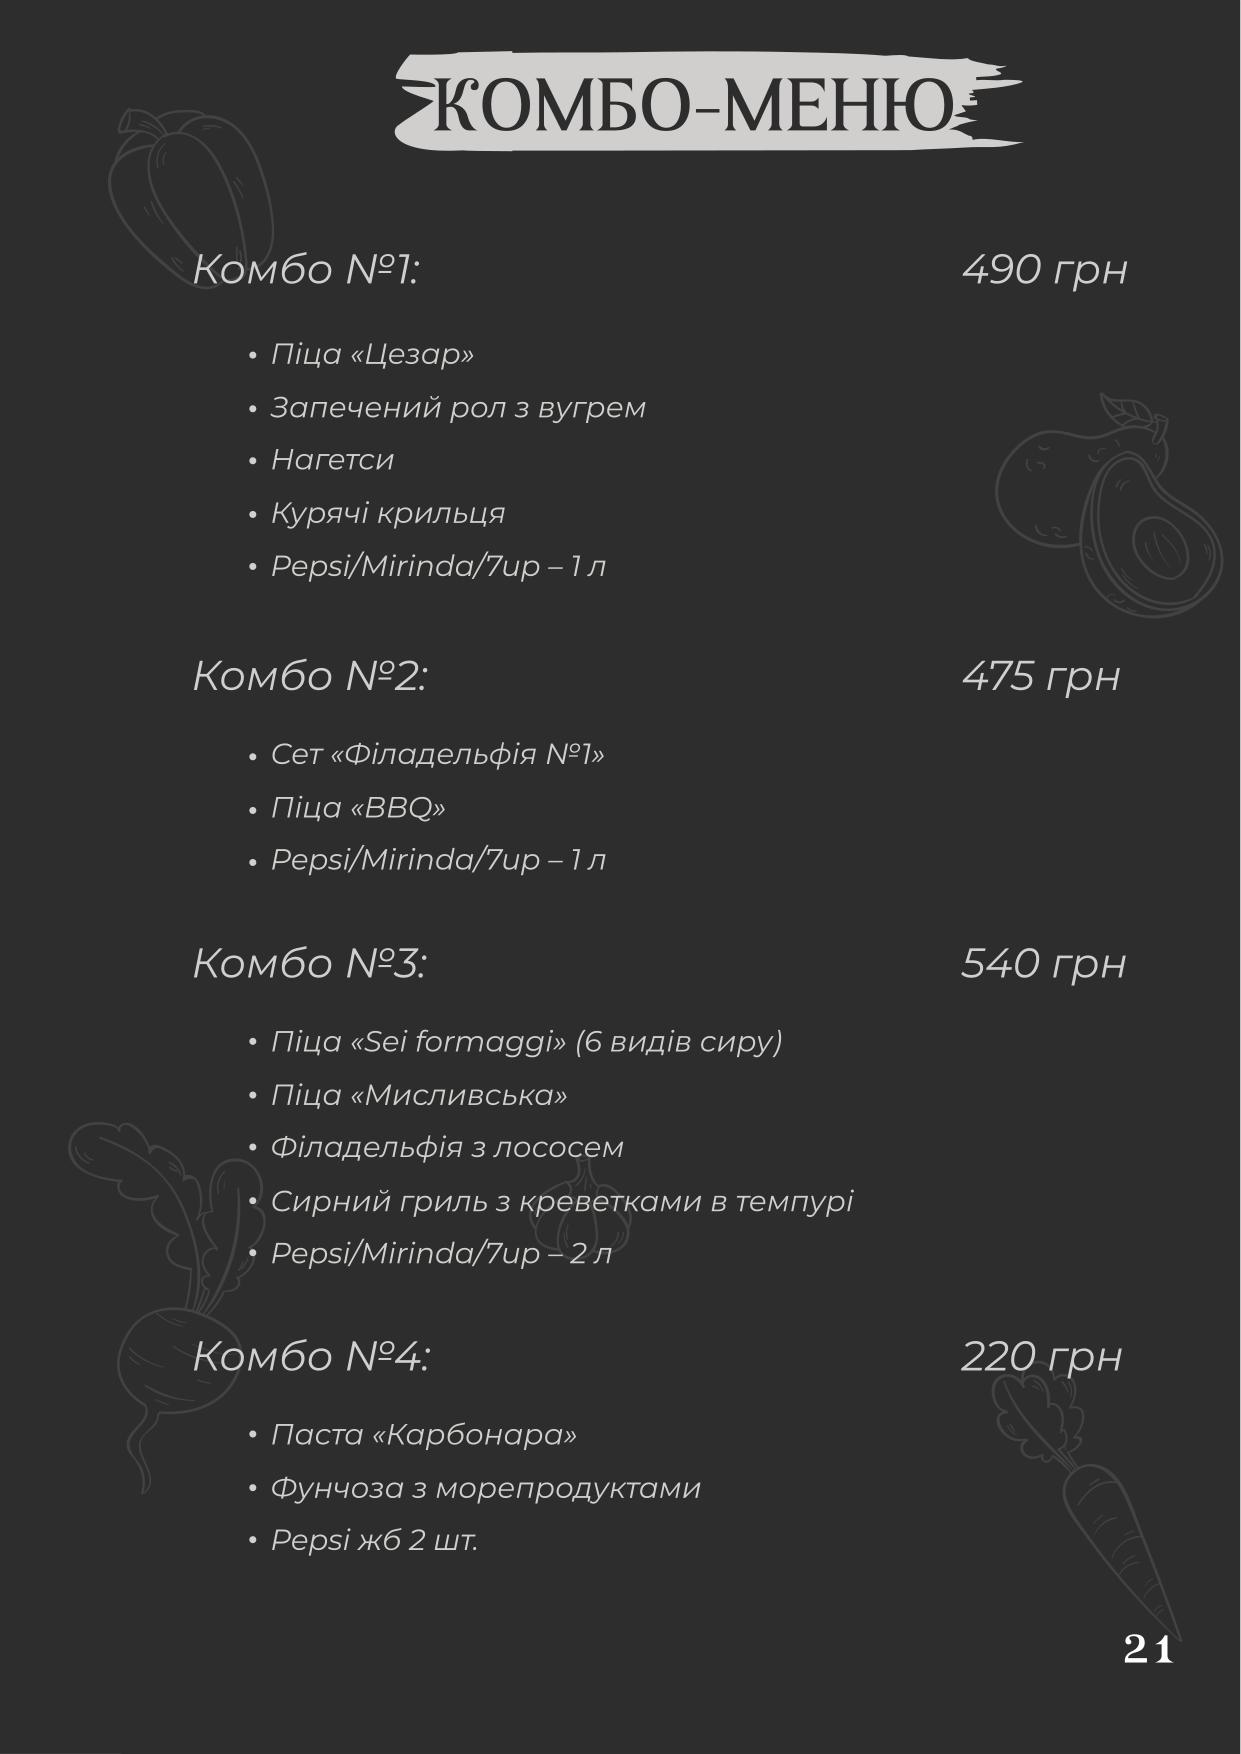 КОМБО-МЕНЮ
Комбо №1: 490 грн
• Піца «Цезар»
• Запечений рол з вугрем
• Нагетси
• Курячі крильця
• Pepsi/Mirinda/7up – 1 л
Комбо №2: 475 грн
• Сет «Філадельфія №1»
• Піца «BBQ»
• Pepsi/Mirinda/7up – 1 л
Комбо №3: 540 грн
• Піца «Sei formaggi» (6 видів сиру)
• Піца «Мисливська»
• Філадельфія з лососем
• Сирний гриль з креветками в темпурі
• Pepsi/Mirinda/7up – 2 л
Комбо №4: 220 грн
• Паста «Карбонара»
• Фунчоза з морепродуктами
• Pepsi жб 2 шт.
21